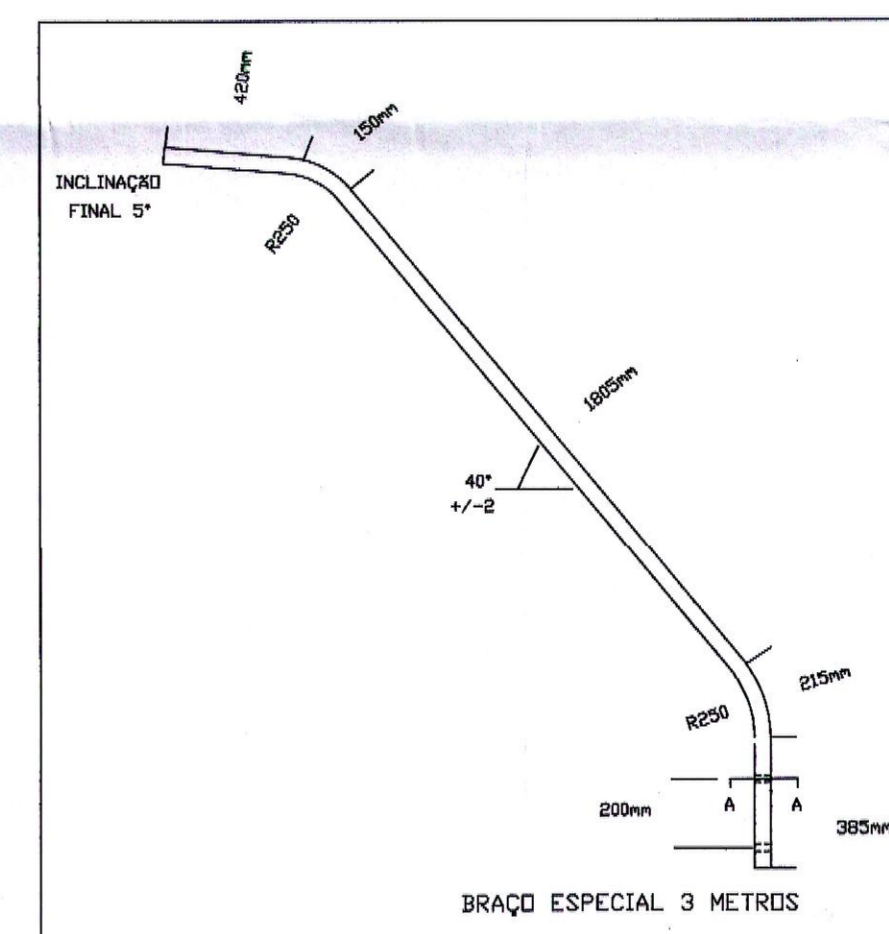 420mm
150mm
INCLINAÇÃO
FINAL 5°
R250
1805mm
40°
+/-2
215mm
R250
200mm
A A
385mm
BRAÇO ESPECIAL 3 METROS